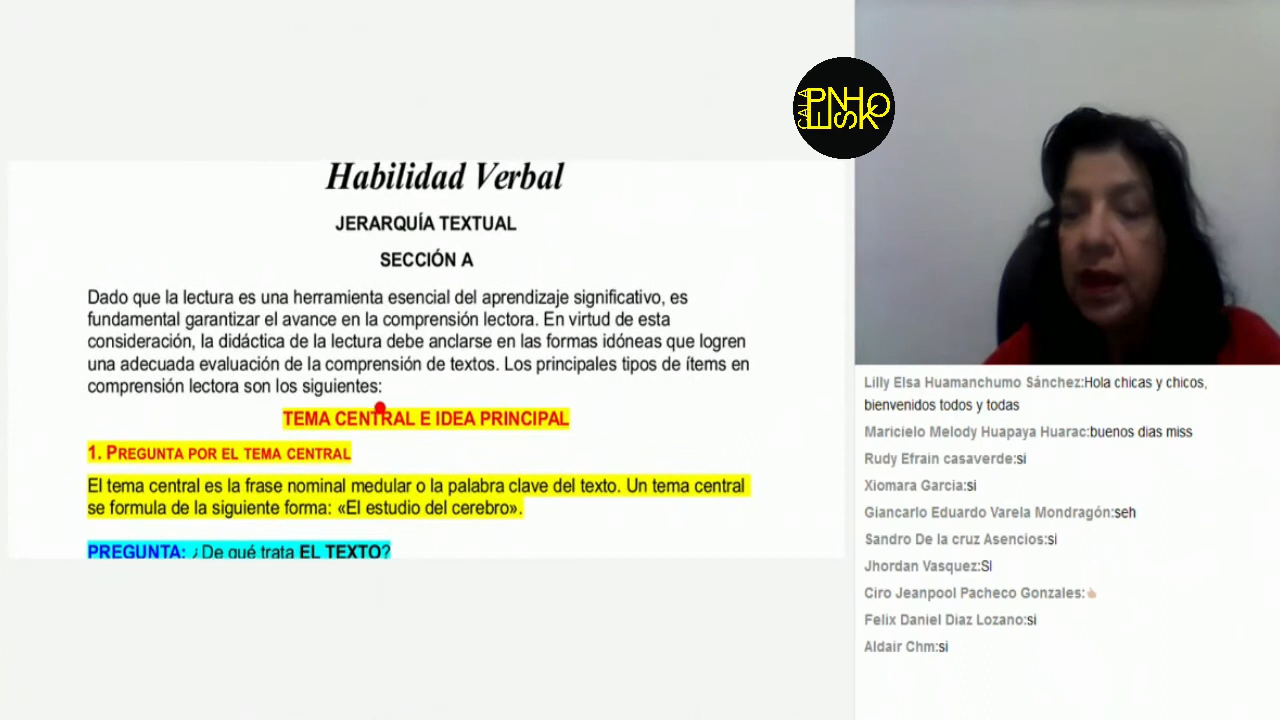 Habilidad Verbal
JERARQUÍA TEXTUAL
SECCIÓN A
Dado que la lectura es una herramienta esencial del aprendizaje significativo, es
fundamental garantizar el avance en la comprensión lectora. En virtud de esta
consideración, la didáctica de la lectura debe anclarse en las formas idóneas que logren
una adecuada evaluación de la comprensión de textos. Los principales tipos de ítems en
comprensión lectora son los siguientes:
TEMA CENTRAL E IDEA PRINCIPAL
1. PREGUNTA POR EL TEMA CENTRAL
El tema central es la frase nominal medular o la palabra clave del texto. Un tema central
se formula de la siguiente forma: «El estudio del cerebro».
PREGUNTA: ¿De qué trata EL TEXTO?
Lilly Elsa Huamanchumo Sánchez:Hola chicas y chicos,
bienvenidos todos y todas
Maricielo Melody Huapaya Huarac:buenos dias miss
Rudy Efrain casaverde:si
Xiomara Garcia:si
Giancarlo Eduardo Varela Mondragón:seh
Sandro De la cruz Asencios:si
Jhordan Vasquez:SI
Ciro Jeanpool Pacheco Gonzales:
Felix Daniel Diaz Lozano:si
Aldair Chm:si